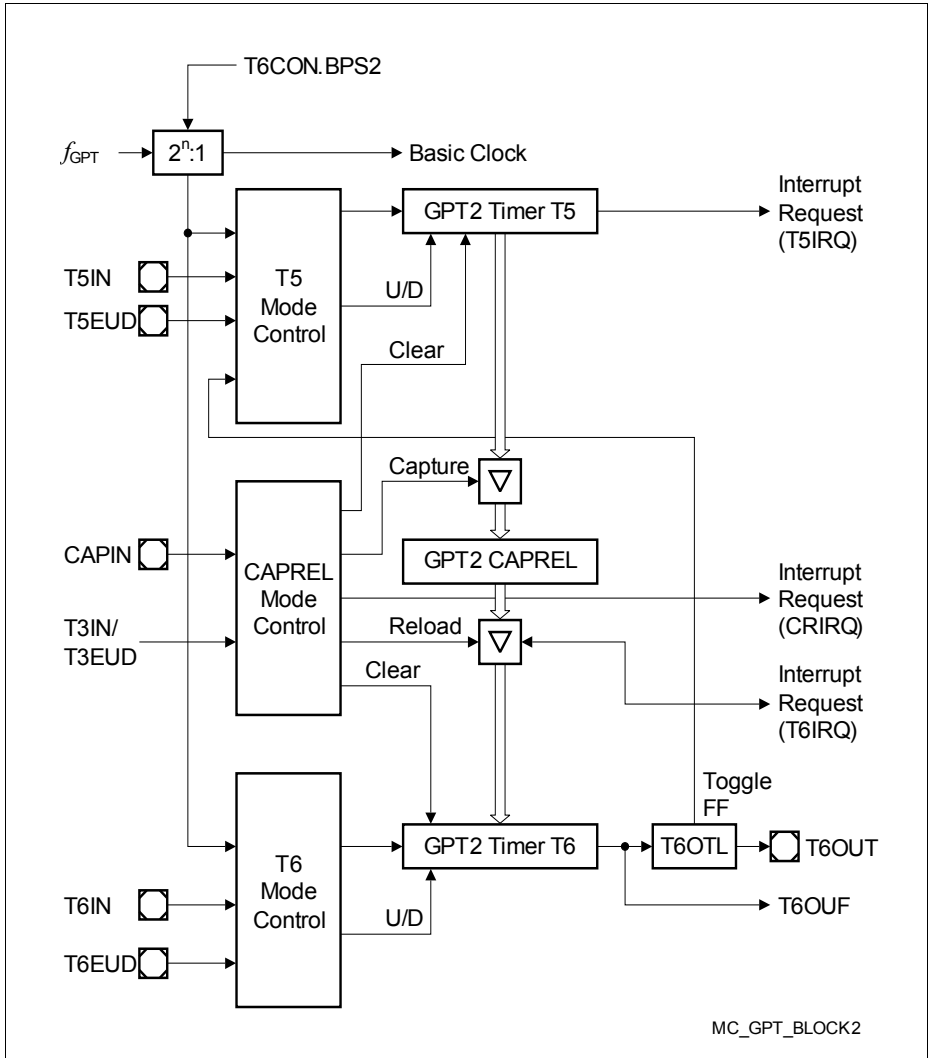 T6CON.BPS2
fGPT
2n:1
Basic Clock
Interrupt
Request
(T5IRQ)
GPT2 Timer T5
T5
Mode
Control
T5IN
T5EUD
U/D
Clear
Capture
CAPIN
CAPREL
Mode
Control
GPT2 CAPREL
Interrupt
Request
(CRIRQ)
T3IN/
T3EUD
Reload
Clear
Interrupt
Request
(T6IRQ)
Toggle
FF
T6
Mode
Control
GPT2 Timer T6
T6OTL
T6OUT
T6IN
U/D
T6OUF
T6EUD
MC_GPT_BLOCK2